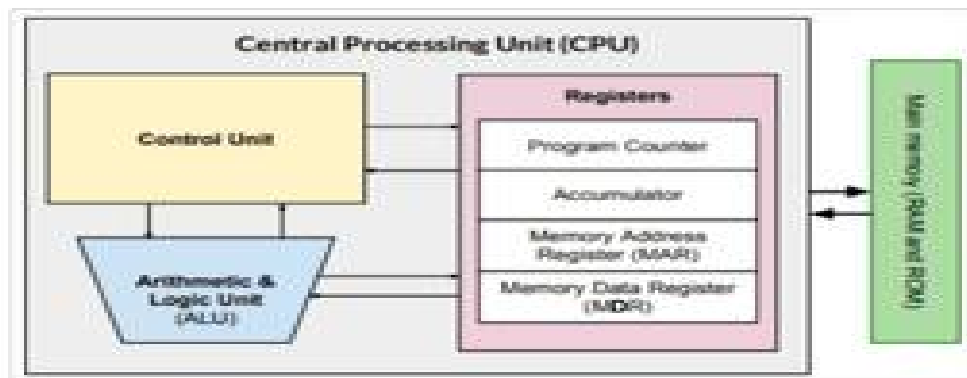 Central Processing Unit (CPU)
Control Unit
Registers
Program Counter
Accumulator
Memory Address
Register (MAR)
Memory Data Register
(MDR)
Arithmetic &
Logic Unit
(ALU)
Main memory (RAM and ROM)